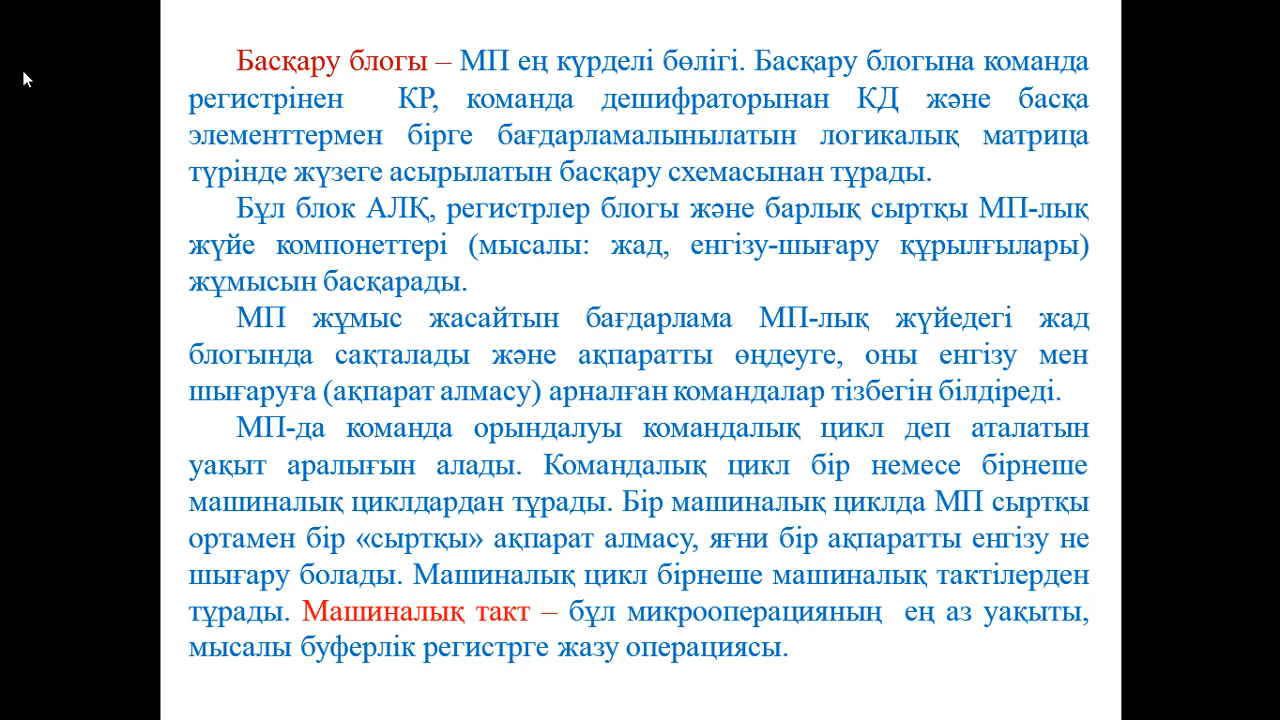 Басқару блогы – МП ең күрделі бөлігі. Басқару блогына команда
регистрінен КР, команда дешифраторынан КД және басқа
элементтермен бірге бағдарламалынылатын логикалық матрица
түрінде жүзеге асырылатын басқару схемасынан тұрады.
Бұл блок АЛҚ, регистрлер блогы және барлық сыртқы МП-лық
жүйе компонеттері (мысалы: жад, енгізу-шығару құрылғылары)
жұмысын басқарады.
МП жұмыс жасайтын бағдарлама МП-лық жүйедегі жад
блогында сақталады және ақпаратты өңдеуге, оны енгізу мен
шығаруға (ақпарат алмасу) арналған командалар тізбегін білдіреді.
МП-да команда орындалуы командалық цикл деп аталатын
уақыт аралығын алады. Командалық цикл бір немесе бірнеше
машиналық циклдардан тұрады. Бір машиналық циклда МП сыртқы
ортамен бір «сыртқы» ақпарат алмасу, яғни бір ақпаратты енгізу не
шығару болады. Машиналық цикл бірнеше машиналық тактілерден
тұрады. Машиналық такт – бұл микрооперацияның ең аз уақыты,
мысалы буферлік регистрге жазу операциясы.